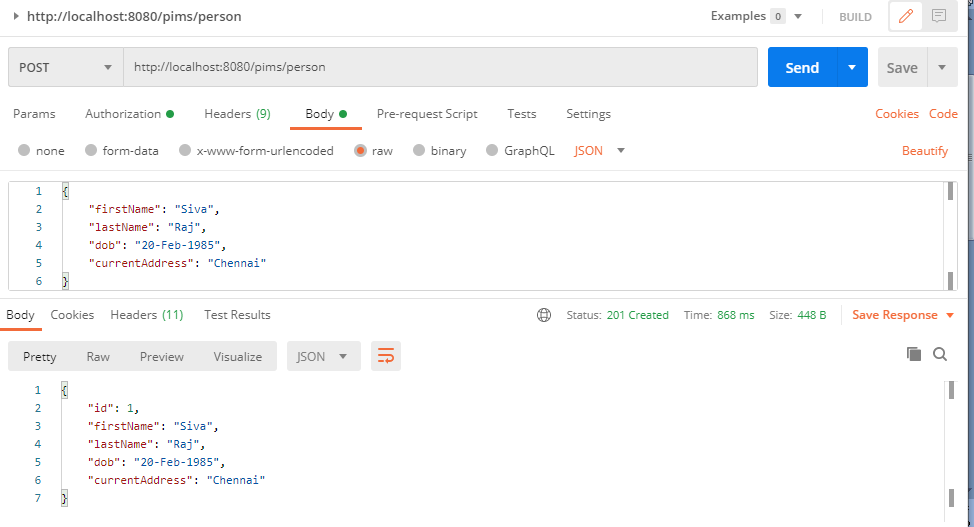 http://localhost:8080/pims/person Examples 0 BUILD
POST http://localhost:8080/pims/person Send Save
Params Authorization Headers (9) Body Pre-request Script Tests Settings Cookies Code
none form-data x-www-form-urlencoded raw binary GraphQL JSON Beautify
1 {
2 "firstName": "Siva",
3 "lastName": "Raj",
4 "dob": "20-Feb-1985",
5 "currentAddress": "Chennai"
6 }
Body Cookies Headers (11) Test Results Status: 201 Created Time: 868 ms Size: 448 B Save Response
Pretty Raw Preview Visualize JSON
1 {
2 "id": 1,
3 "firstName": "Siva",
4 "lastName": "Raj",
5 "dob": "20-Feb-1985",
6 "currentAddress": "Chennai"
7 }